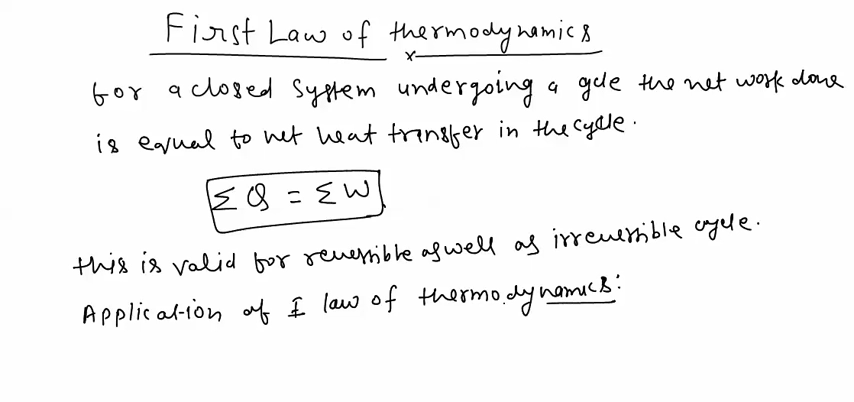 First Law of thermodynamics
for a closed system undergoing a cycle the net work done
is equal to net heat transfer in the cycle.
ΣQ = ΣW
this is valid for reversible as well as irreversible cycle.
Application of I law of thermodynamics: